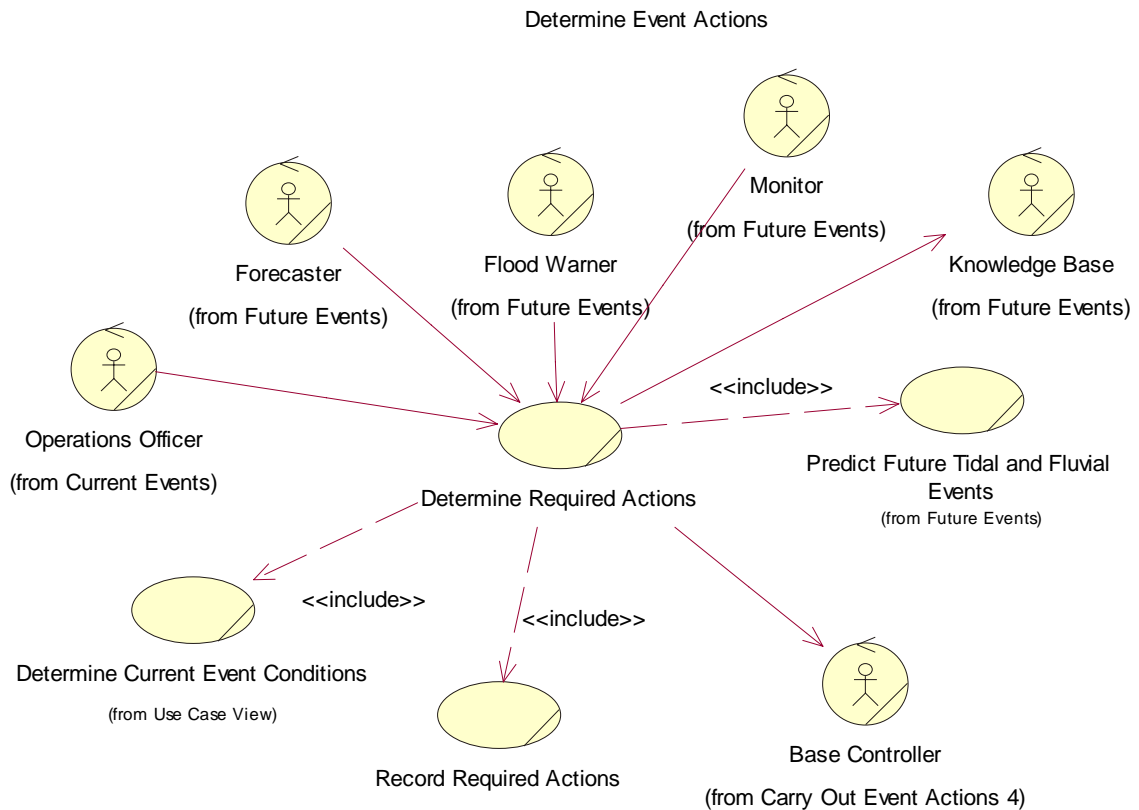 Determine Event Actions
Monitor
(from Future Events)
Forecaster
(from Future Events)
Flood Warner
(from Future Events)
Knowledge Base
(from Future Events)
<<include>>
Operations Officer
(from Current Events)
Predict Future Tidal and Fluvial
Events
(from Future Events)
Determine Required Actions
<<include>>
<<include>>
Determine Current Event Conditions
(from Use Case View)
Record Required Actions
Base Controller
(from Carry Out Event Actions 4)